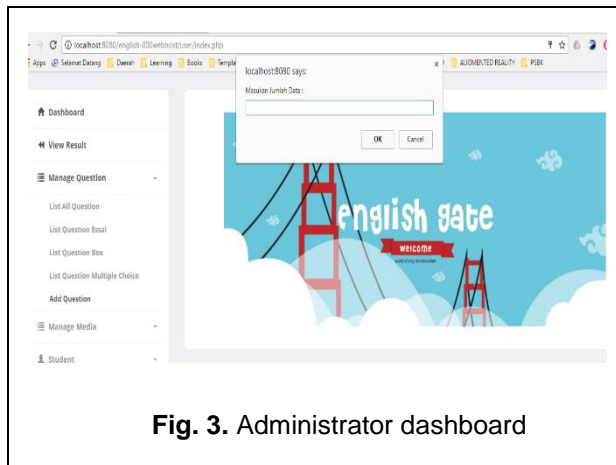 localhost:8080/english-000webhost/user/index.php
Apps Selamat Datang Daerah Learning Books Templa AUGMENTED REALITY PSBK
localhost:8080 says:
x
Masukan Jumlah Data :
OK Cancel
Dashboard
View Result
Manage Question
List All Question
List Question Essai
List Question Box
List Question Multiple Choice
Add Question
Manage Media
Student
english gate
welcome
Fig. 3. Administrator dashboard